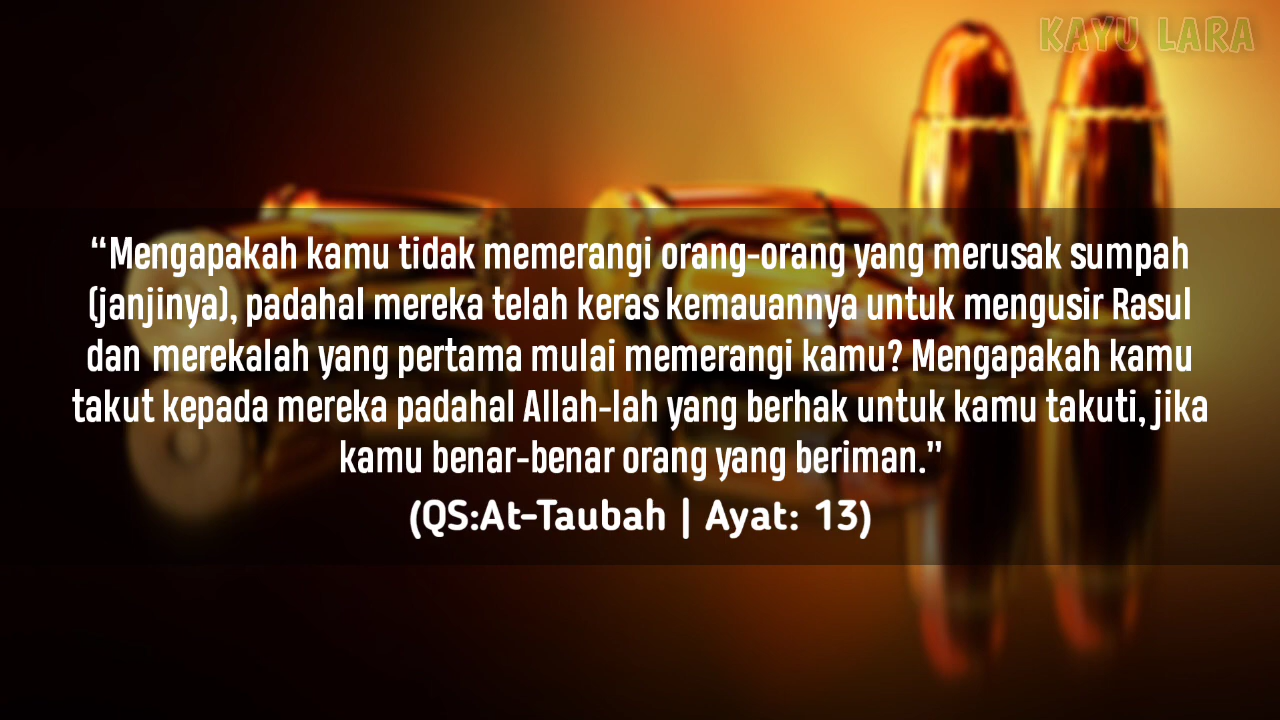 KAYU LARA
“Mengapakah kamu tidak memerangi orang-orang yang merusak sumpah
(janjinya), padahal mereka telah keras kemauannya untuk mengusir Rasul
dan merekalah yang pertama mulai memerangi kamu? Mengapakah kamu
takut kepada mereka padahal Allah-lah yang berhak untuk kamu takuti, jika
kamu benar-benar orang yang beriman.”
(QS:At-Taubah | Ayat: 13)